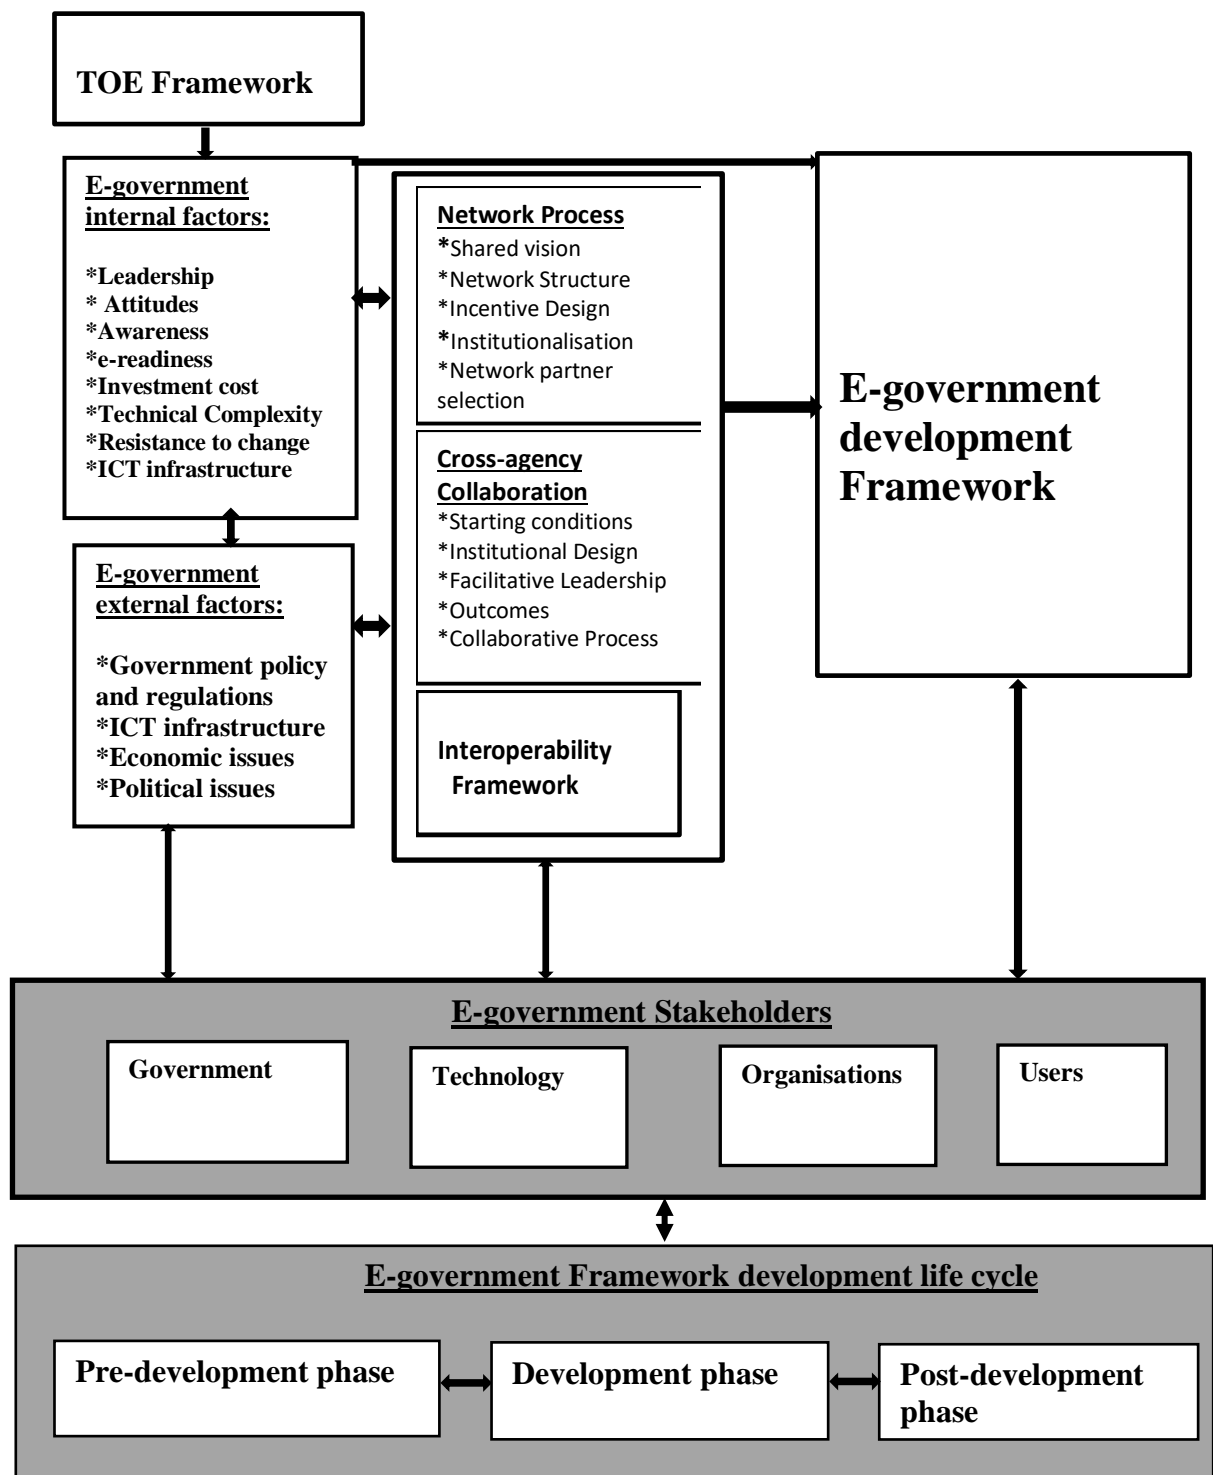 TOE Framework
E-government
internal factors:
*Leadership
* Attitudes
*Awareness
*e-readiness
*Investment cost
*Technical Complexity
*Resistance to change
*ICT infrastructure
E-government
external factors:
*Government policy
and regulations
*ICT infrastructure
*Economic issues
*Political issues
Network Process
*Shared vision
*Network Structure
*Incentive Design
*Institutionalisation
*Network partner
selection
Cross-agency
Collaboration
*Starting conditions
*Institutional Design
*Facilitative Leadership
*Outcomes
*Collaborative Process
Interoperability
Framework
E-government
development
Framework
E-government Stakeholders
Government
Technology
Organisations
Users
E-government Framework development life cycle
Pre-development phase
Development phase
Post-development
phase